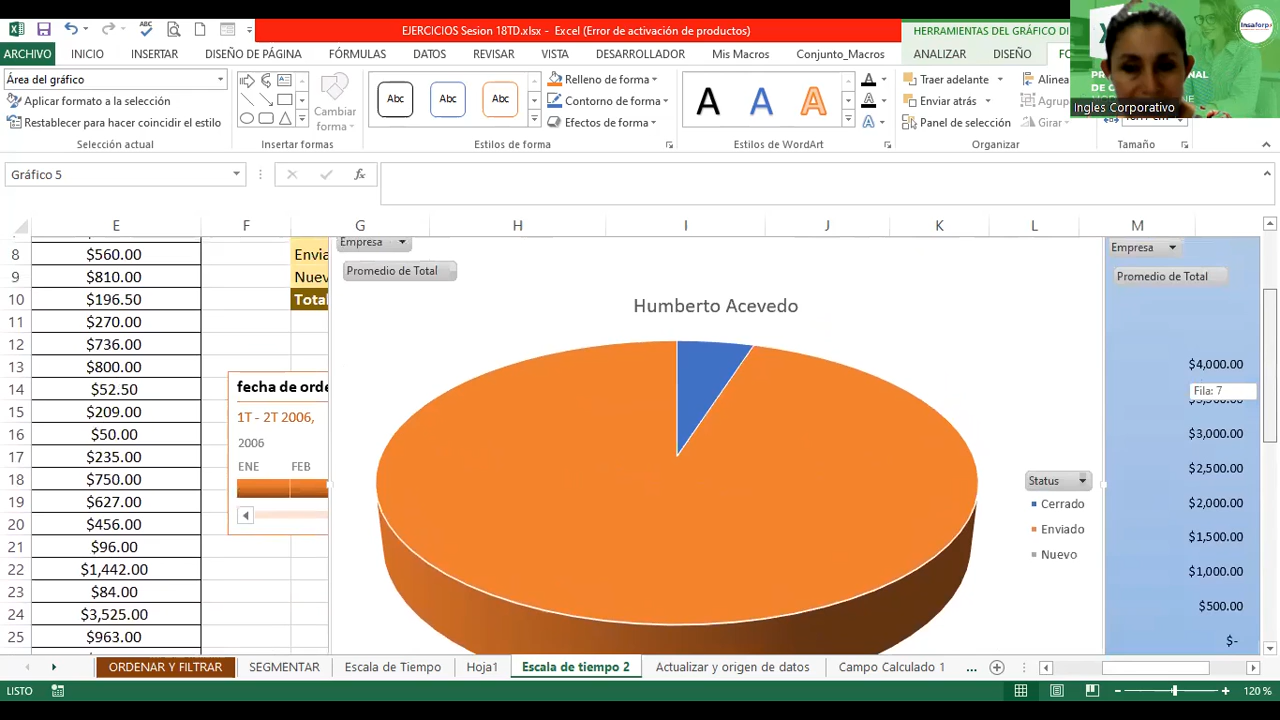 EJERCICIOS Sesion 18TD.xlsx - Excel (Error de activación de productos)
HERRAMIENTAS DEL GRÁFICO DI
ARCHIVO INICIO INSERTAR DISEÑO DE PÁGINA FÓRMULAS DATOS REVISAR VISTA DESARROLLADOR Mis Macros Conjunto_Macros ANALIZAR DISEÑO FO
Insaforp
Ingles Corporativo
Área del gráfico
Aplicar formato a la selección
Restablecer para hacer coincidir el estilo
Selección actual
Cambiar
forma
Insertar formas
Abc Abc Abc
Relleno de forma
Contorno de forma
Efectos de forma
Estilos de forma
A A A
Estilos de WordArt
Traer adelante
Enviar atrás
Panel de selección
Alinea
Agrup
Girar
Organizar
Tamaño
Gráfico 5
fx
E F G H I J K L M
8 $560.00
9 $810.00
10 $196.50
11 $270.00
12 $736.00
13 $800.00
14 $52.50
15 $209.00
16 $50.00
17 $235.00
18 $750.00
19 $627.00
20 $456.00
21 $96.00
22 $1,442.00
23 $84.00
24 $3,525.00
25 $963.00
Envia
Nuev
Total
fecha de orde
1T - 2T 2006,
2006
ENE FEB
Empresa
Promedio de Total
Humberto Acevedo
Status
Cerrado
Enviado
Nuevo
Empresa
Promedio de Total
$4,000.00
Fila: 7
$3,000.00
$2,500.00
$2,000.00
$1,500.00
$1,000.00
$500.00
$-
ORDENAR Y FILTRAR SEGMENTAR Escala de Tiempo Hoja1 Escala de tiempo 2 Actualizar y origen de datos Campo Calculado 1 ...
LISTO
120 %